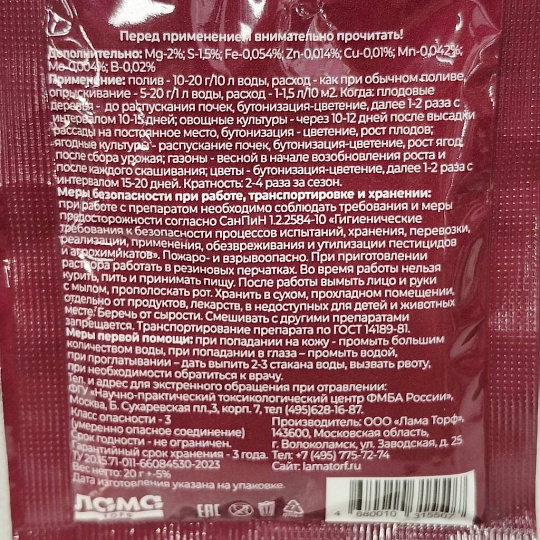 Перед применением внимательно прочитать!
Дополнительно: Mg-2%; S-1,5%; Fe-0,054%; Zn-0,014%; Cu-0,01%; Mn-0,042%;
Mo-0,004%; B-0,02%
Применение: полив - 10-20 г/10 л воды, расход - как при обычном поливе,
опрыскивание - 5-20 г/1 л воды, расход - 1-1,5 л/10 м2. Когда: плодовые
деревья - до распускания почек, бутонизация-цветение, далее 1-2 раза с
интервалом 10-15 дней; овощные культуры - через 10-12 дней после высадки
рассады на постоянное место, бутонизация - цветение, рост плодов;
ягодные культуры - распускание почек, бутонизация-цветение, рост ягод,
после сбора урожая; газоны - весной в начале возобновления роста и
после каждого скашивания; цветы - бутонизация-цветение, далее 1-2 раза с
интервалом 15-20 дней. Кратность: 2-4 раза за сезон.
Меры безопасности при работе, транспортировке и хранении:
при работе с препаратом необходимо соблюдать требования и меры
предосторожности согласно СанПиН 1.2.2584-10 «Гигиенические
требования к безопасности процессов испытаний, хранения, перевозки,
реализации, применения, обезвреживания и утилизации пестицидов
и агрохимикатов». Пожаро- и взрывоопасно. При приготовлении
раствора работать в резиновых перчатках. Во время работы нельзя
курить, пить и принимать пищу. После работы вымыть лицо и руки
с мылом, прополоскать рот. Хранить в сухом, прохладном помещении,
отдельно от продуктов, лекарств, в недоступных для детей и животных
месте. Беречь от сырости. Смешивать с другими препаратами
запрещается. Транспортирование препарата по ГОСТ 14189-81.
Меры первой помощи: при попадании на кожу - промыть большим
количеством воды, при попадании в глаза – промыть водой,
при проглатывании – дать выпить 2-3 стакана воды, вызвать рвоту,
при необходимости обратиться к врачу.
Тел. и адрес для экстренного обращения при отравлении:
ФГУ «Научно-практический токсикологический центр ФМБА России»,
Москва, Б. Сухаревская пл.,3, корп. 7, тел (495)628-16-87.
Класс опасности - 3
(умеренно опасное соединение)
Срок годности - не ограничен.
Гарантийный срок хранения - 3 года.
ТУ 20.15.71-011-66084530-2023
Вес нетто: 20 г +-5%
Дата изготовления указана на упаковке.
Производитель: ООО «Лама Торф»,
143600, Московская область,
г. Волоколамск, ул. Заводская, д. 25
Тел: +7 (495) 775-72-74
Сайт: lamatorf.ru
ЛАМА
ТОРФ
EAC
4 680010 315502